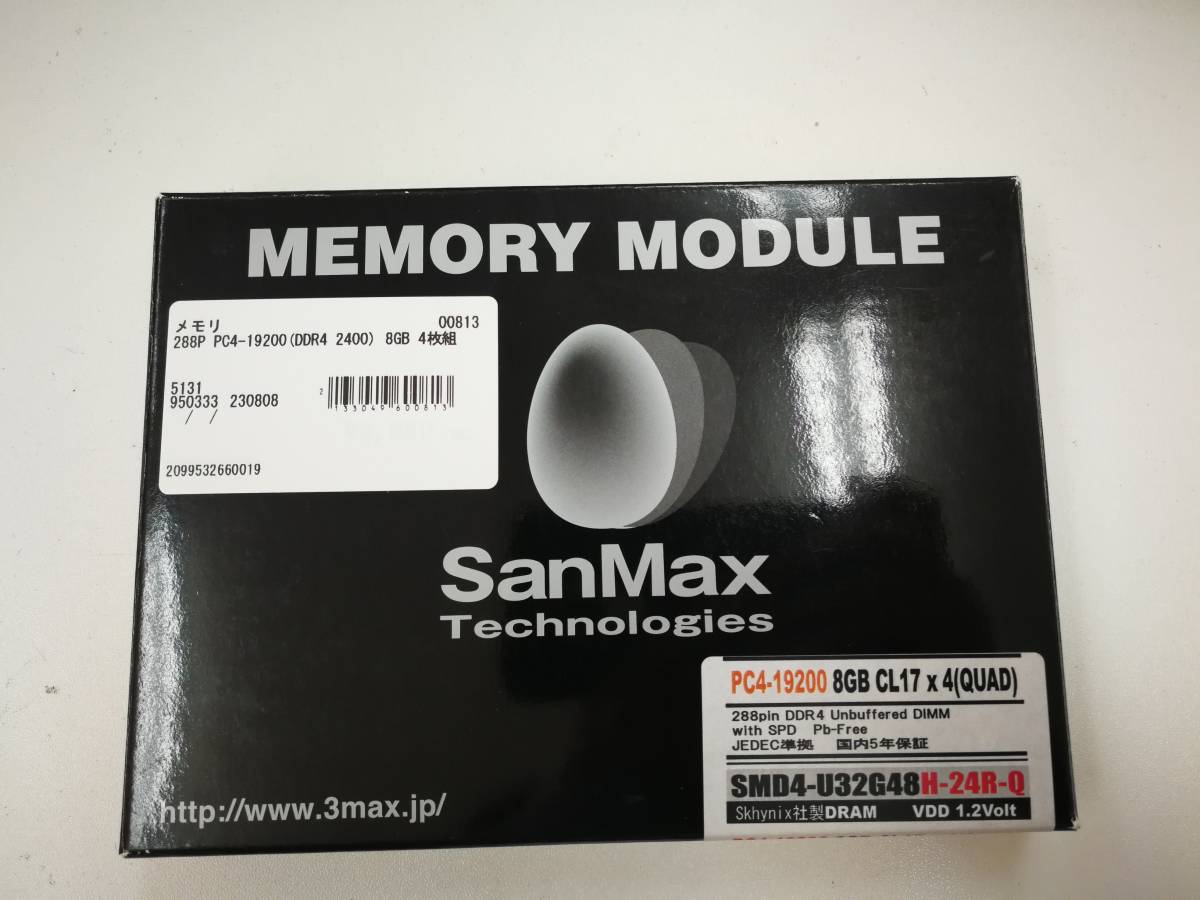 MEMORY MODULE
メモリ 00813
288P PC4-19200(DDR4 2400) 8GB 4枚組
5131
950333 230808
/ /
2 133049 600813
2099532660019
SanMax
Technologies
PC4-19200 8GB CL17 x 4(QUAD)
288pin DDR4 Unbuffered DIMM
with SPD Pb-Free
JEDEC準拠 国内5年保証
SMD4-U32G48H-24R-Q
Skhynix社製DRAM VDD 1.2Volt
http://www.3max.jp/